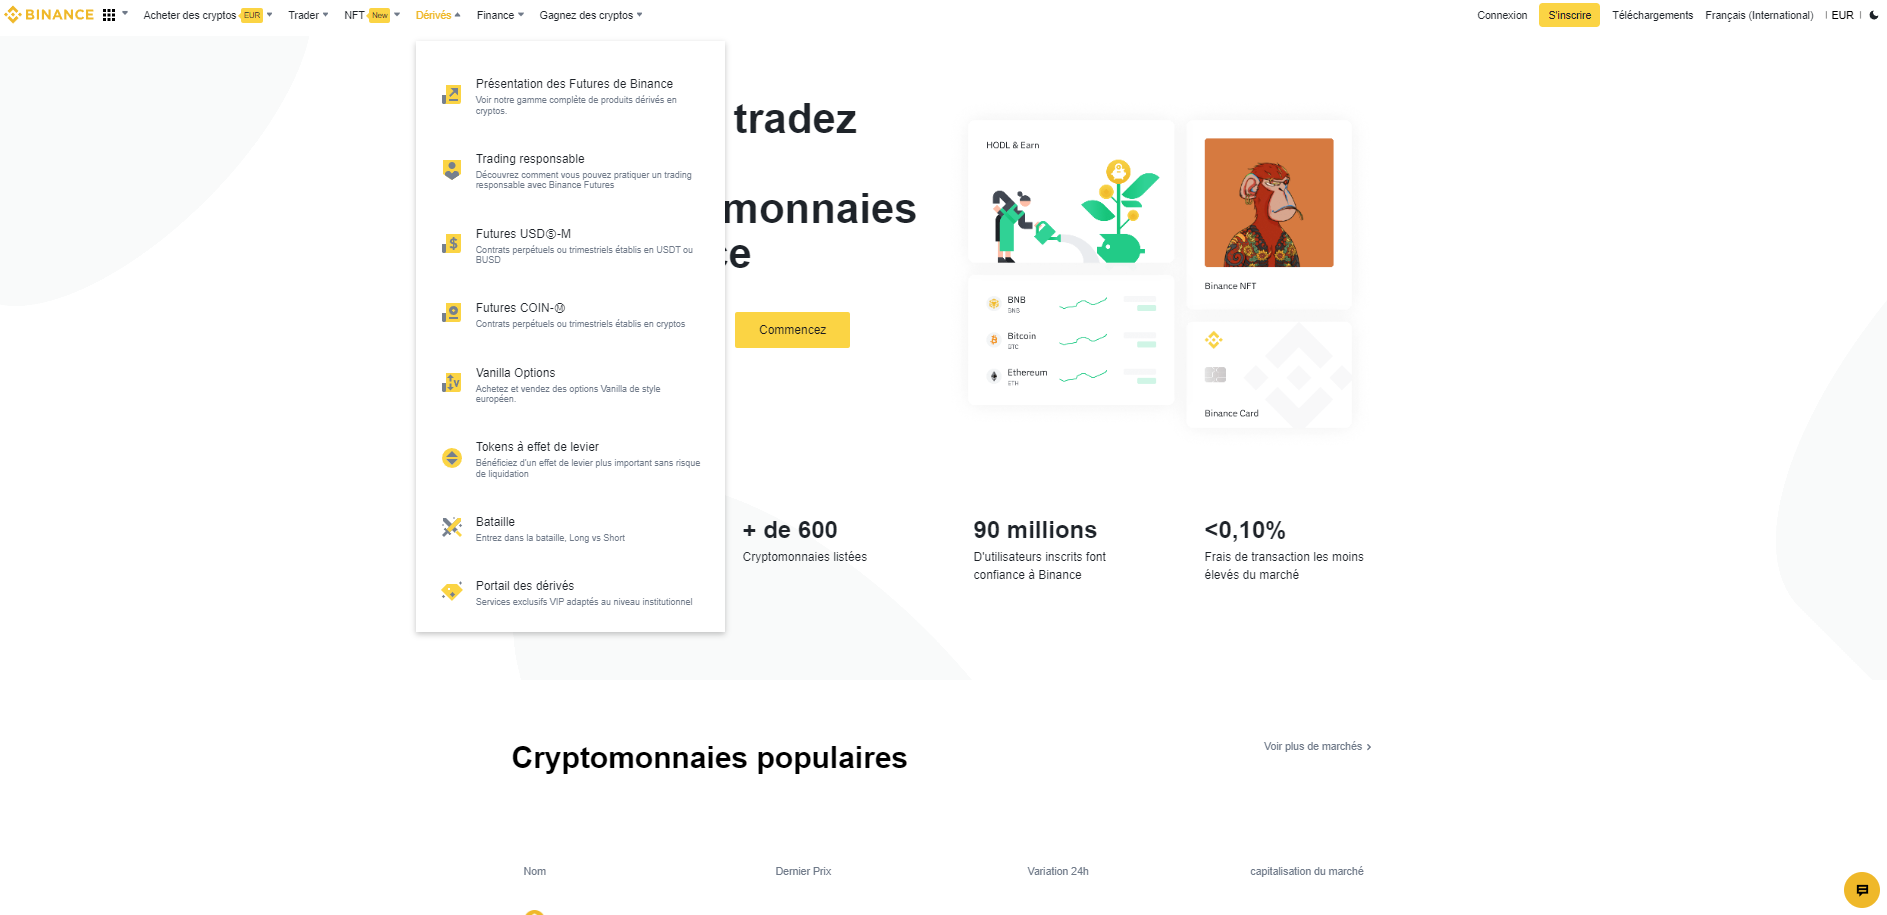 BINANCE
Acheter des cryptos EUR
Trader
NFT New
Dérivés
Finance
Gagnez des cryptos
Connexion
S'inscrire
Téléchargements
Français (International)
EUR
Présentation des Futures de Binance
Voir notre gamme complète de produits dérivés en
cryptos.
Trading responsable
Découvrez comment vous pouvez pratiquer un trading
responsable avec Binance Futures
Futures USDⓈ-M
Contrats perpétuels ou trimestriels établis en USDT ou
BUSD
Futures COIN-Ⓜ
Contrats perpétuels ou trimestriels établis en cryptos
Vanilla Options
Achetez et vendez des options Vanilla de style
européen.
Tokens à effet de levier
Bénéficiez d'un effet de levier plus important sans risque
de liquidation
Bataille
Entrez dans la bataille, Long vs Short
Portail des dérivés
Services exclusifs VIP adaptés au niveau institutionnel
tradez
monnaies
e
Commencez
HODL & Earn
BNB
BNB
Bitcoin
BTC
Ethereum
ETH
Binance NFT
Binance Card
+ de 600
Cryptomonnaies listées
90 millions
D'utilisateurs inscrits font
confiance à Binance
<0,10%
Frais de transaction les moins
élevés du marché
Cryptomonnaies populaires
Voir plus de marchés
Nom
Dernier Prix
Variation 24h
capitalisation du marché